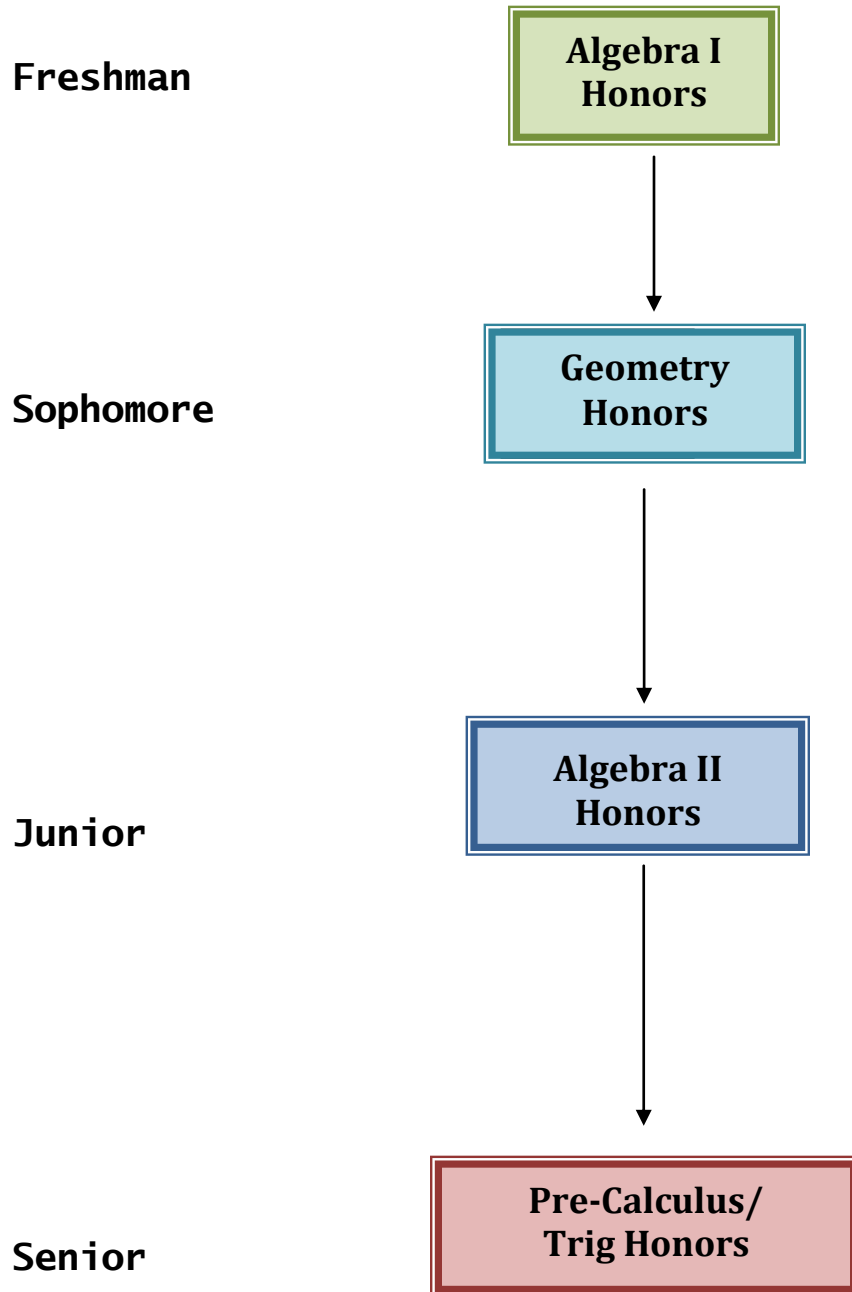 Freshman
Algebra I
Honors
Sophomore
Geometry
Honors
Junior
Algebra II
Honors
Senior
Pre-Calculus/
Trig Honors